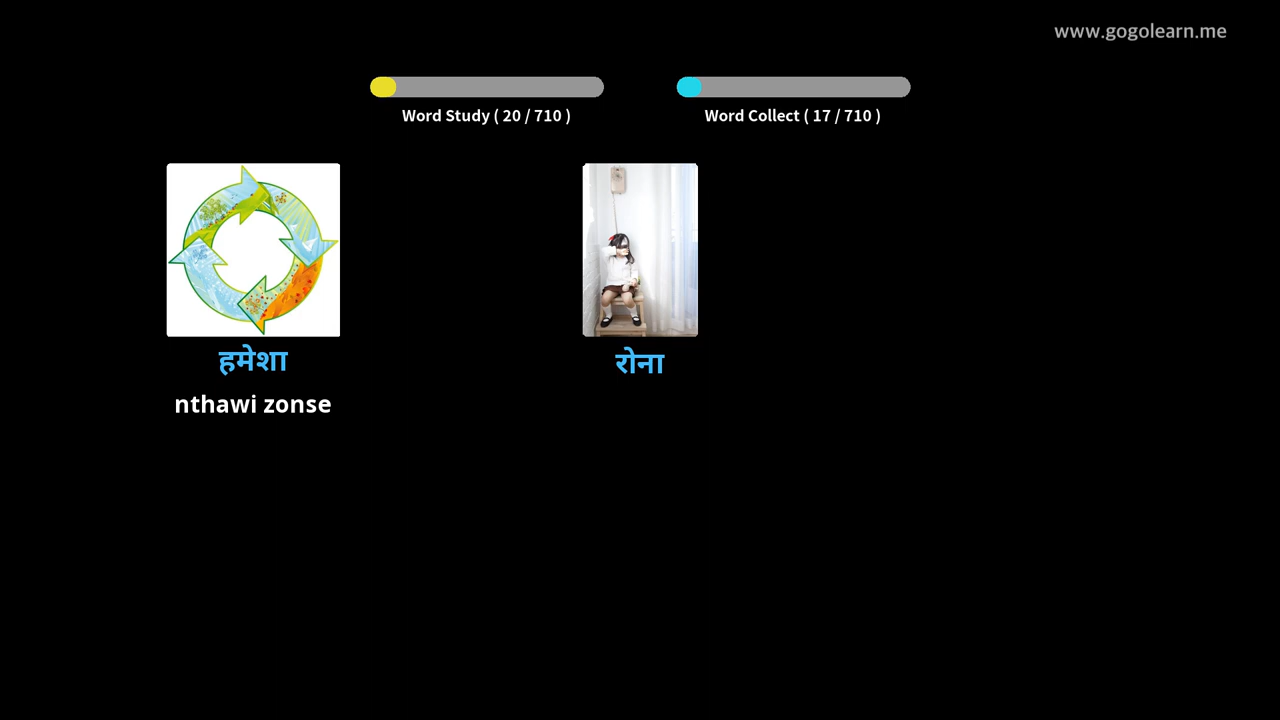 www.gogolearn.me
Word Study ( 20 / 710 )
Word Collect ( 17 / 710 )
हमेशा
nthawi zonse
रोना